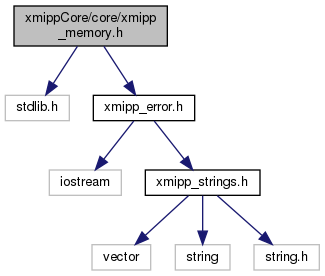 xmippCore/core/xmipp
_memory.h
stdlib.h
xmipp_error.h
iostream
xmipp_strings.h
vector
string
string.h